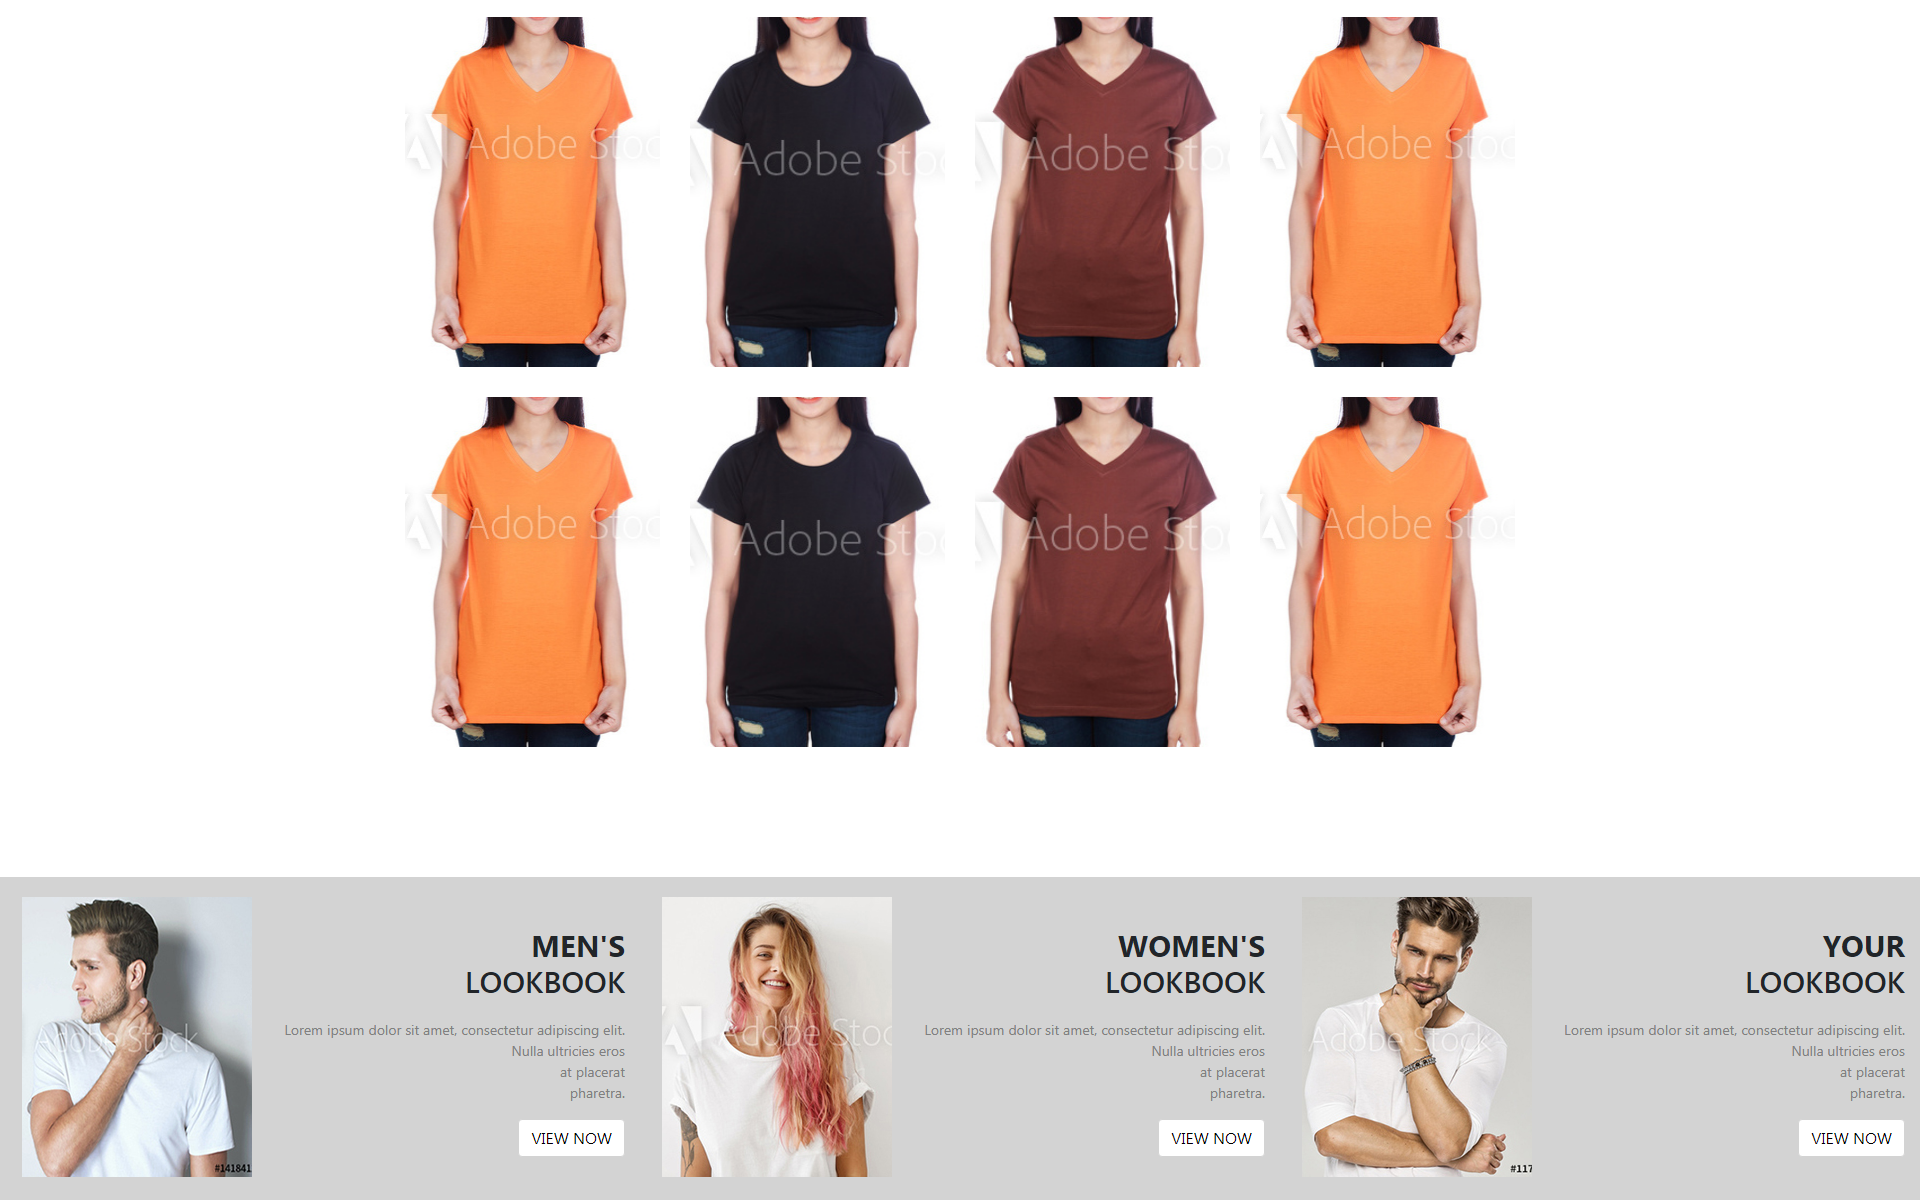 Adobe Stoc
Adobe Stoc
Adobe Sto
Adobe Stoc
Adobe Stoc
Adobe Stoc
Adobe Sto
Adobe Stoc
MEN'S
LOOKBOOK
Lorem ipsum dolor sit amet, consectetur adipiscing elit.
Nulla ultricies eros
at placerat
pharetra.
VIEW NOW
Adobe Stock
#141841
WOMEN'S
LOOKBOOK
Lorem ipsum dolor sit amet, consectetur adipiscing elit.
Nulla ultricies eros
at placerat
pharetra.
VIEW NOW
Adobe Stoc
YOUR
LOOKBOOK
Lorem ipsum dolor sit amet, consectetur adipiscing elit.
Nulla ultricies eros
at placerat
pharetra.
VIEW NOW
Adobe Stock
#117